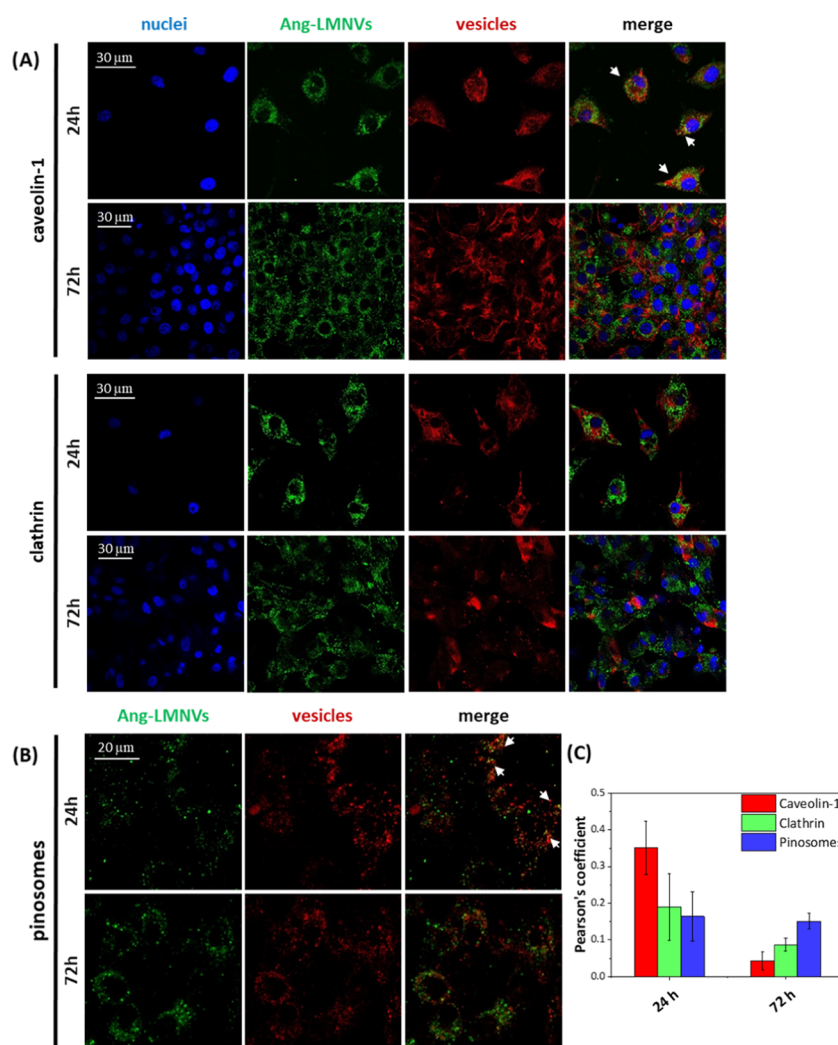 nuclei Ang-LMNVs vesicles merge
(A)
caveolin-1
24h
30 µm
72h
30 µm
clathrin
24h
30 µm
72h
30 µm
Ang-LMNVs vesicles merge
(B)
pinosomes
24h
20 µm
72h
(C)
Pearson's coefficient
0.5
0.4
0.3
0.2
0.1
0.0
Caveolin-1
Clathrin
Pinosomes
24 h
72 h